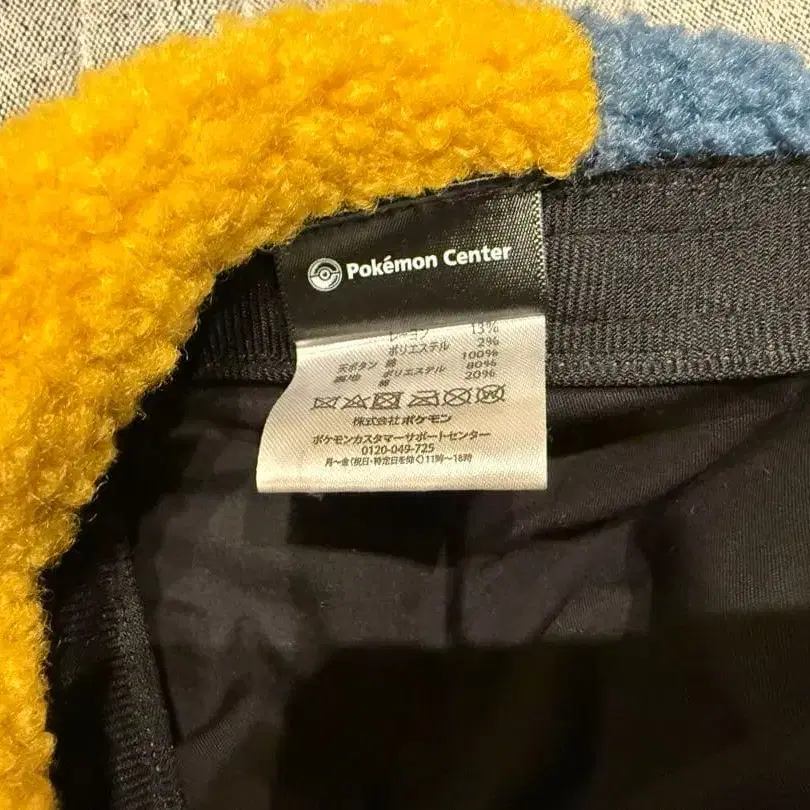 Pokémon Center
レーヨン 13%
ポリエステル 2%
天ボタン 綿 100%
裏地 ポリエステル 80%
綿 20%
株式会社ポケモン
ポケモンカスタマーサポートセンター
0120-049-725
月～金(祝日・特定日を除く)11時～18時